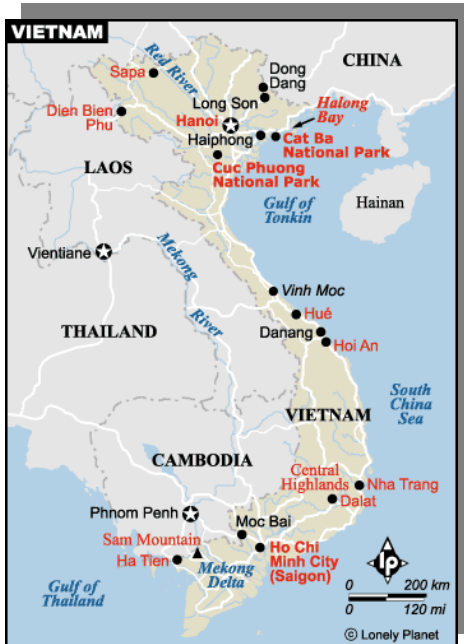 VIETNAM
CHINA
Red River
Sapa
Dong
Dang
Long Son
Halong
Bay
Dien Bien
Phu
Hanoi
Haiphong
Cat Ba
National Park
LAOS
Cuc Phuong
National Park
Gulf of
Tonkin
Hainan
Vientiane
Mekong
River
Vinh Moc
THAILAND
Hué
Danang
Hoi An
South
China
Sea
VIETNAM
CAMBODIA
Central
Highlands
Nha Trang
Dalat
Phnom Penh
Moc Bai
Sam Mountain
Ho Chi
Minh City
(Saigon)
Ha Tien
Mekong
Delta
Gulf of
Thailand
lp
0 200 km
0 120 mi
© Lonely Planet